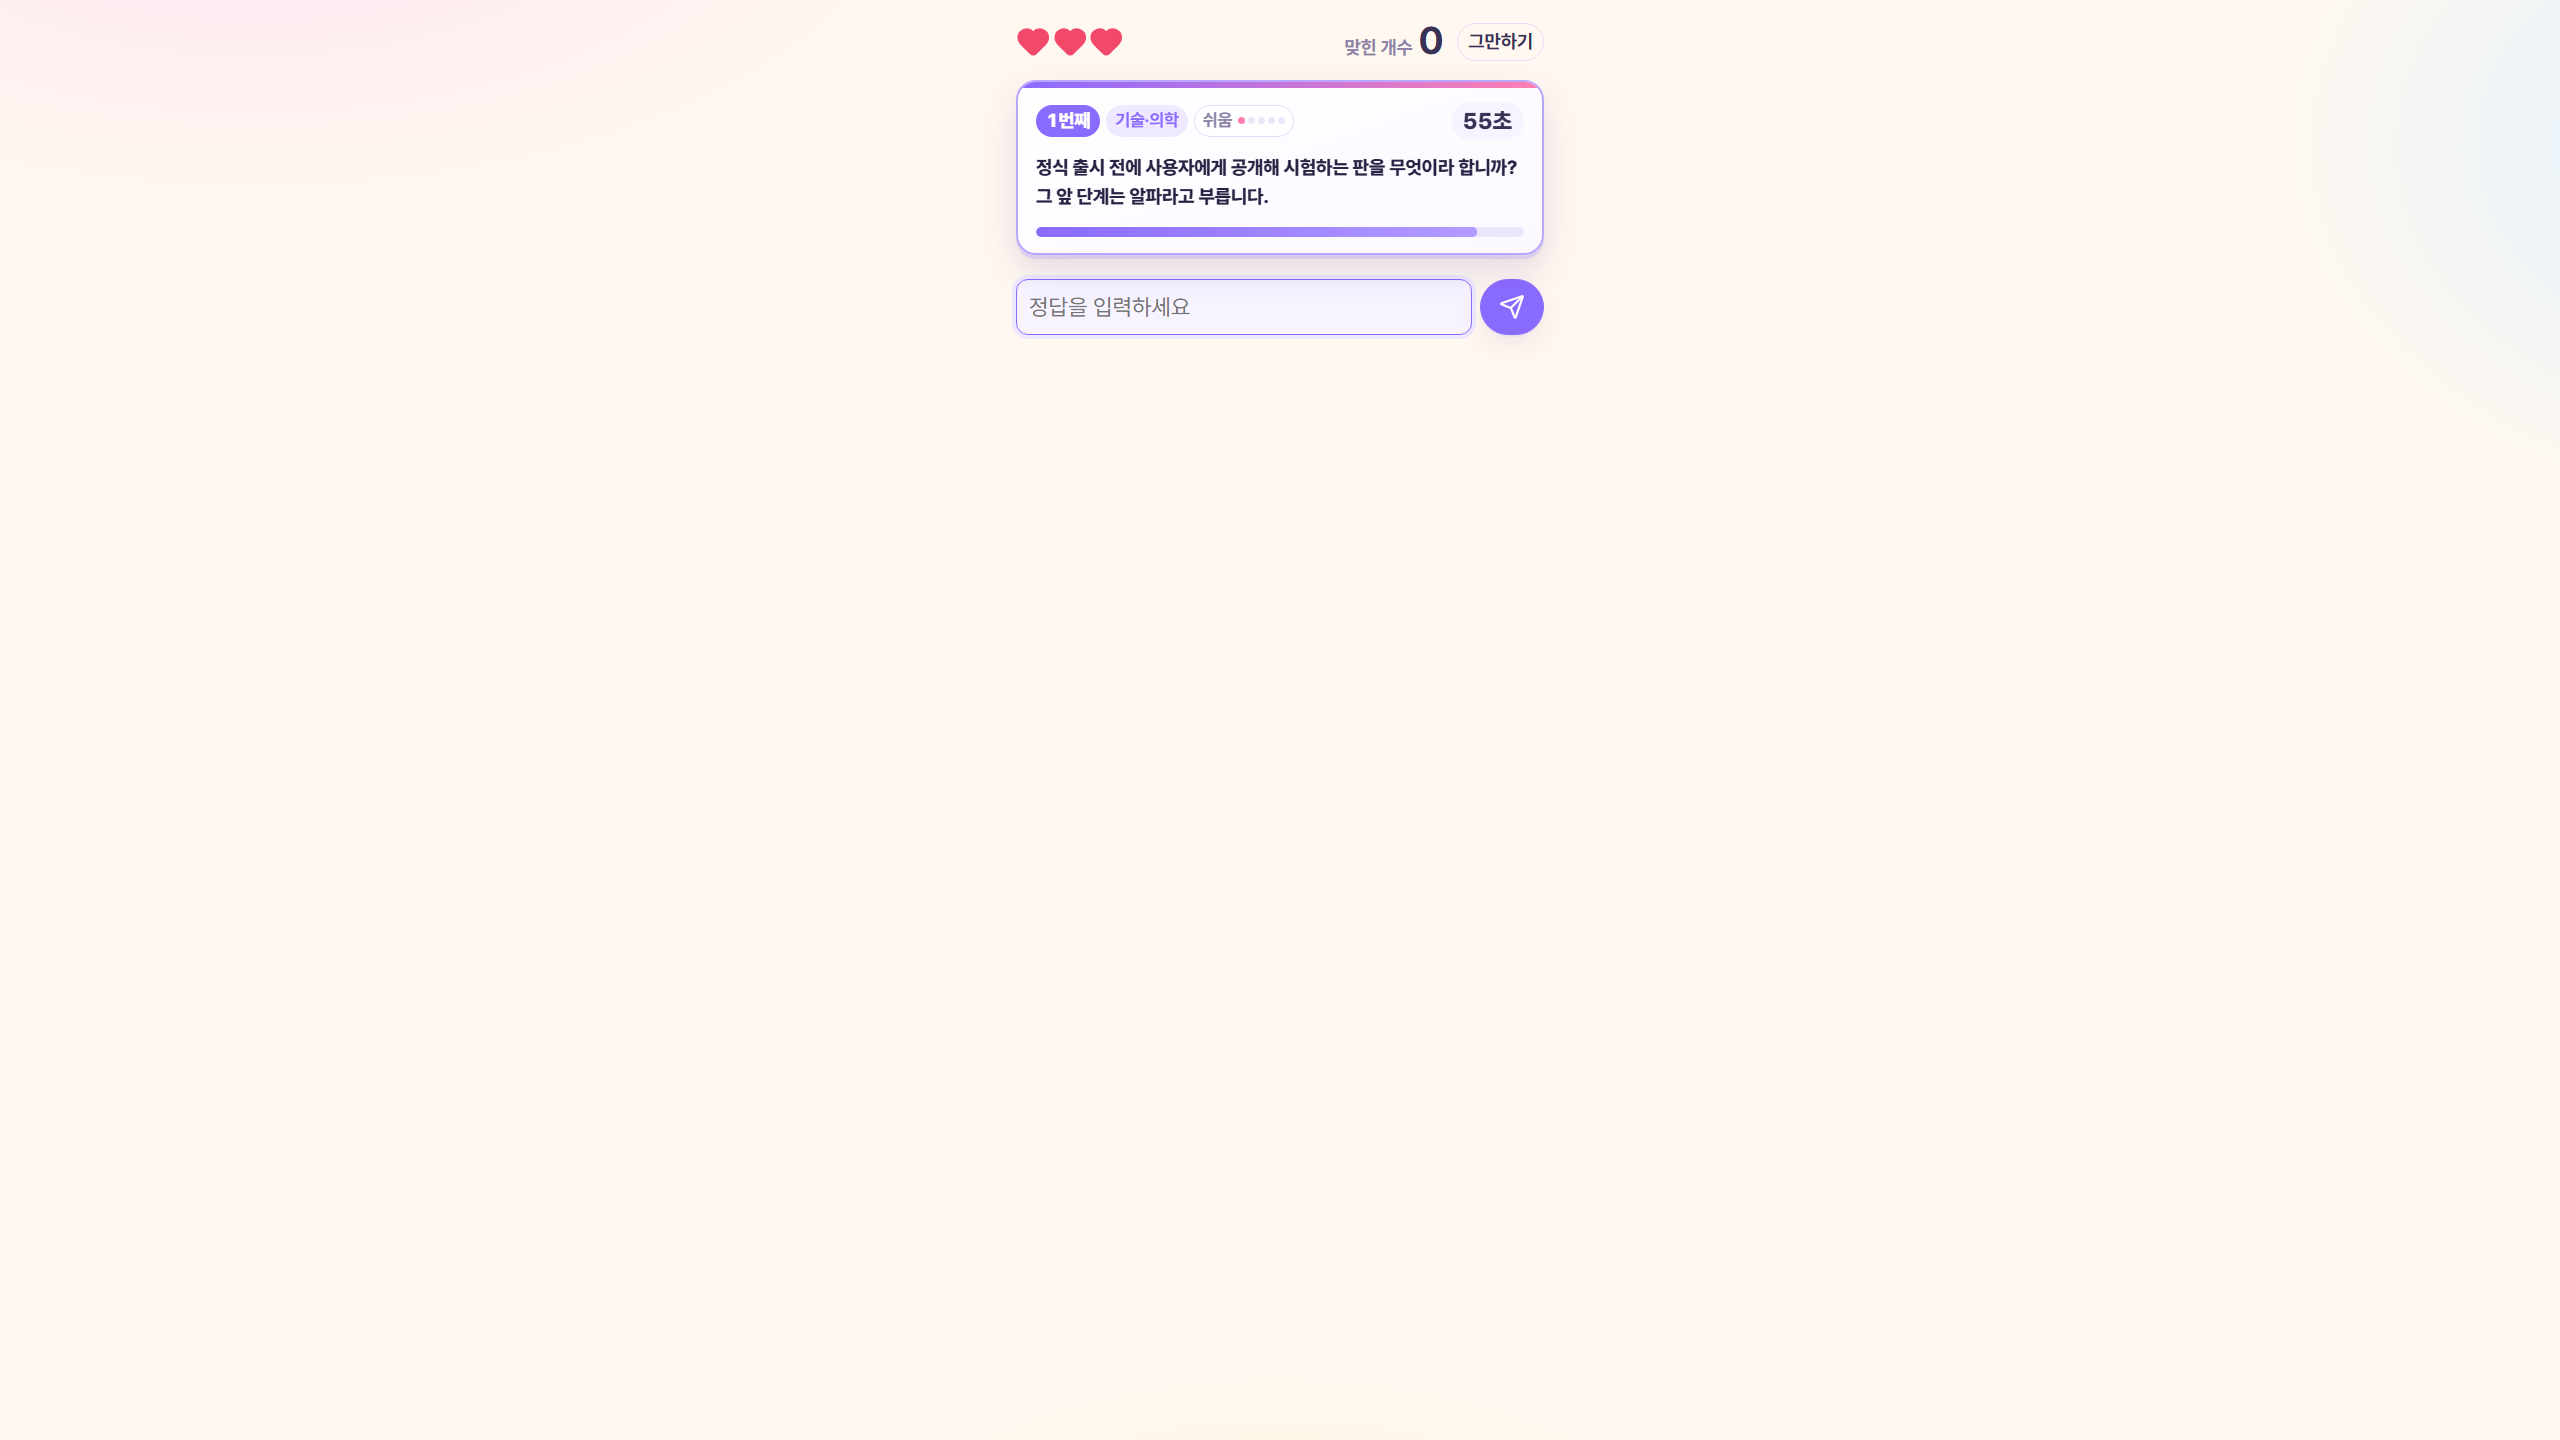 맞힌 개수 0 그만하기
1번째 기술·의학 쉬움 55초
정식 출시 전에 사용자에게 공개해 시험하는 판을 무엇이라 합니까?
그 앞 단계는 알파라고 부릅니다.
정답을 입력하세요